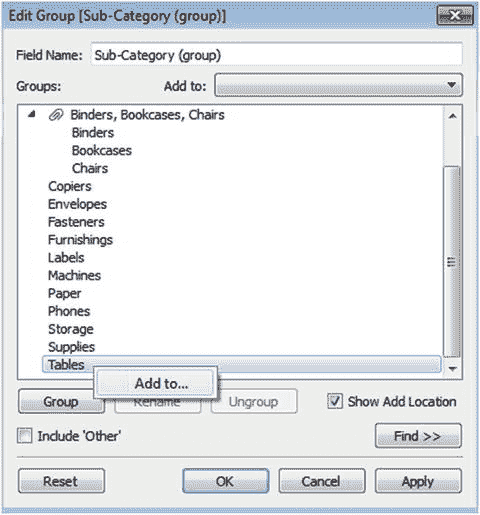 Edit Group [Sub-Category (group)]
Field Name: Sub-Category (group)
Groups: Add to:
Binders, Bookcases, Chairs
Binders
Bookcases
Chairs
Copiers
Envelopes
Fasteners
Furnishings
Labels
Machines
Paper
Phones
Storage
Supplies
Tables
Add to...
Group Rename Ungroup Show Add Location
Include 'Other' Find >>
Reset OK Cancel Apply